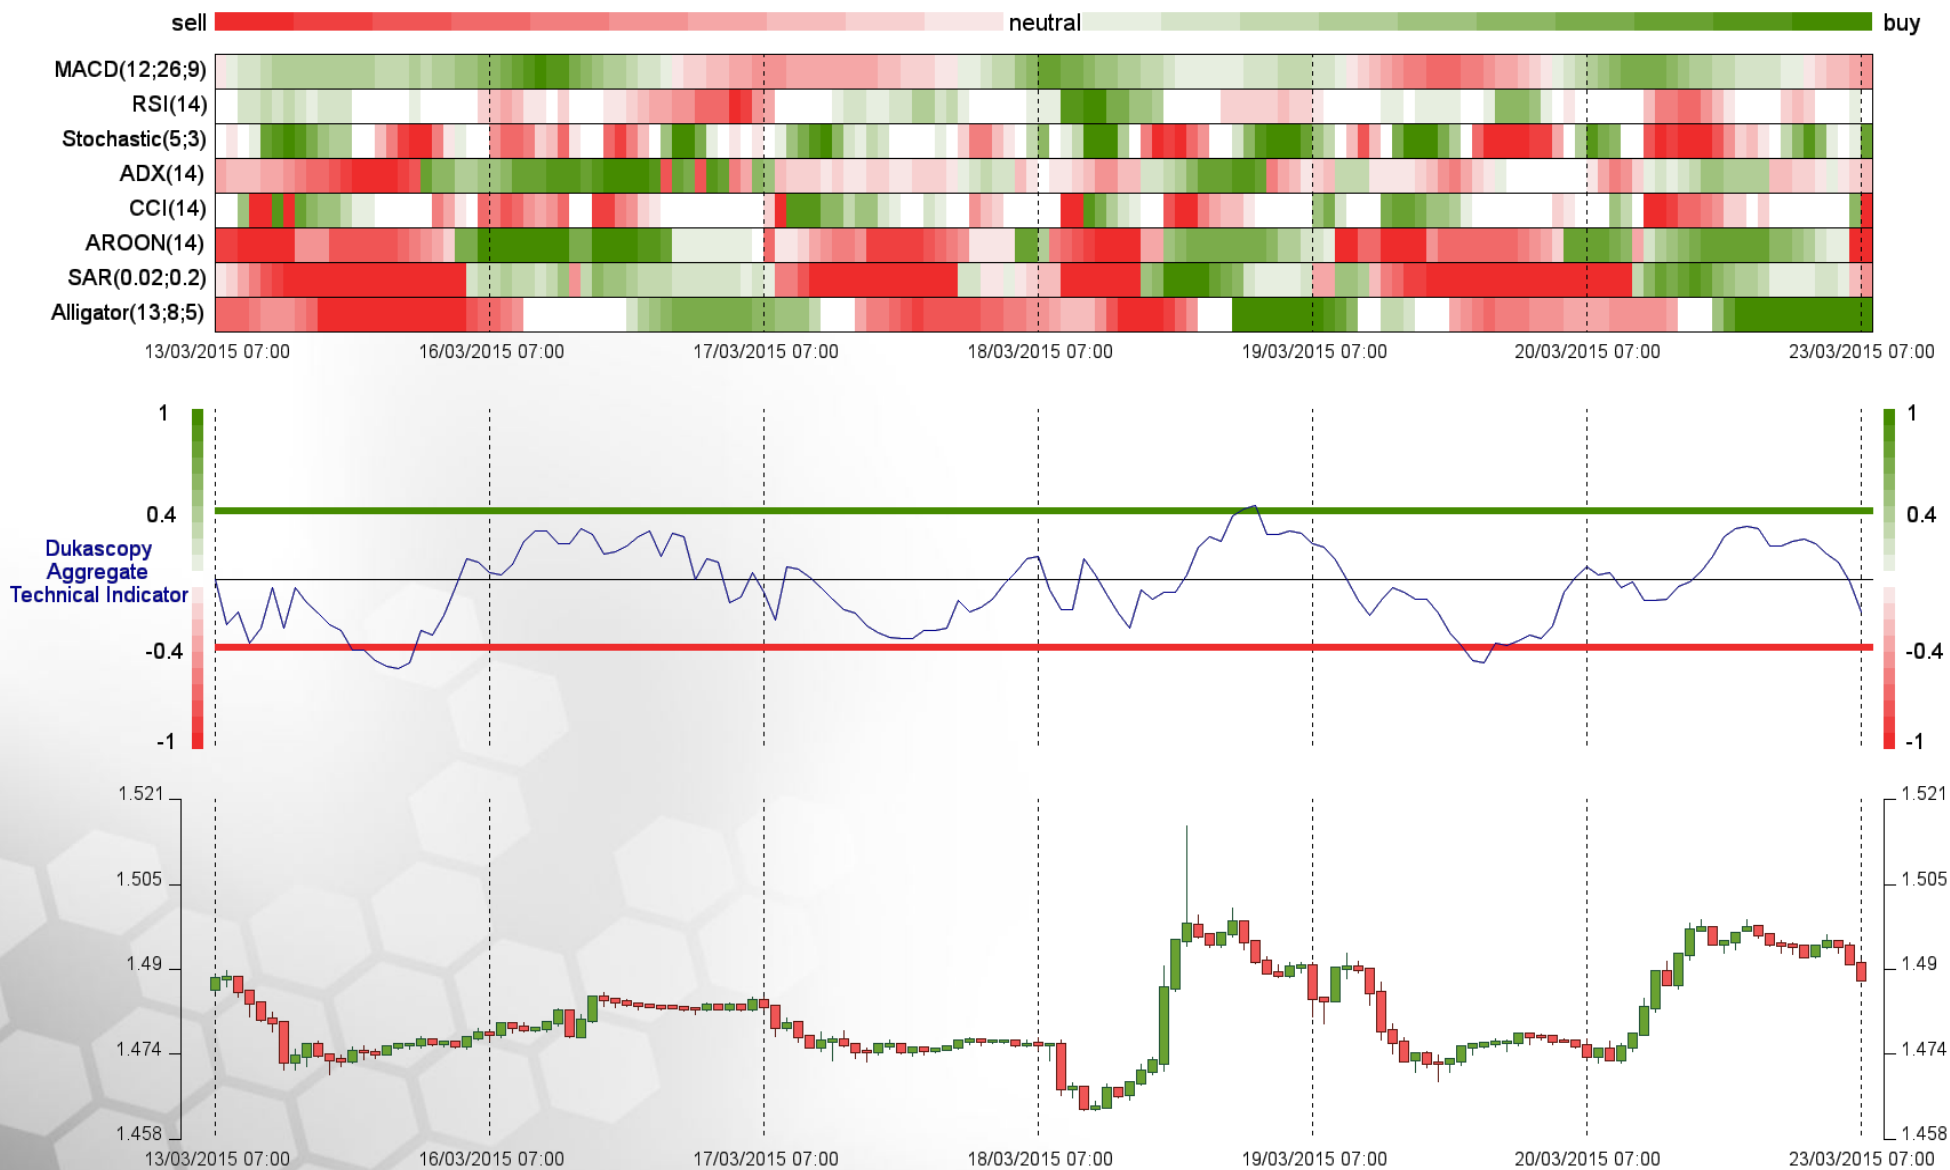 sell neutral buy
MACD(12;26;9)
RSI(14)
Stochastic(5;3)
ADX(14)
CCI(14)
AROON(14)
SAR(0.02;0.2)
Alligator(13;8;5)
13/03/2015 07:00 16/03/2015 07:00 17/03/2015 07:00 18/03/2015 07:00 19/03/2015 07:00 20/03/2015 07:00 23/03/2015 07:00
1 1
0.4 0.4
Dukascopy
Aggregate
Technical Indicator
-0.4 -0.4
-1 -1
1.521 1.521
1.505 1.505
1.49 1.49
1.474 1.474
1.458 1.458
13/03/2015 07:00 16/03/2015 07:00 17/03/2015 07:00 18/03/2015 07:00 19/03/2015 07:00 20/03/2015 07:00 23/03/2015 07:00